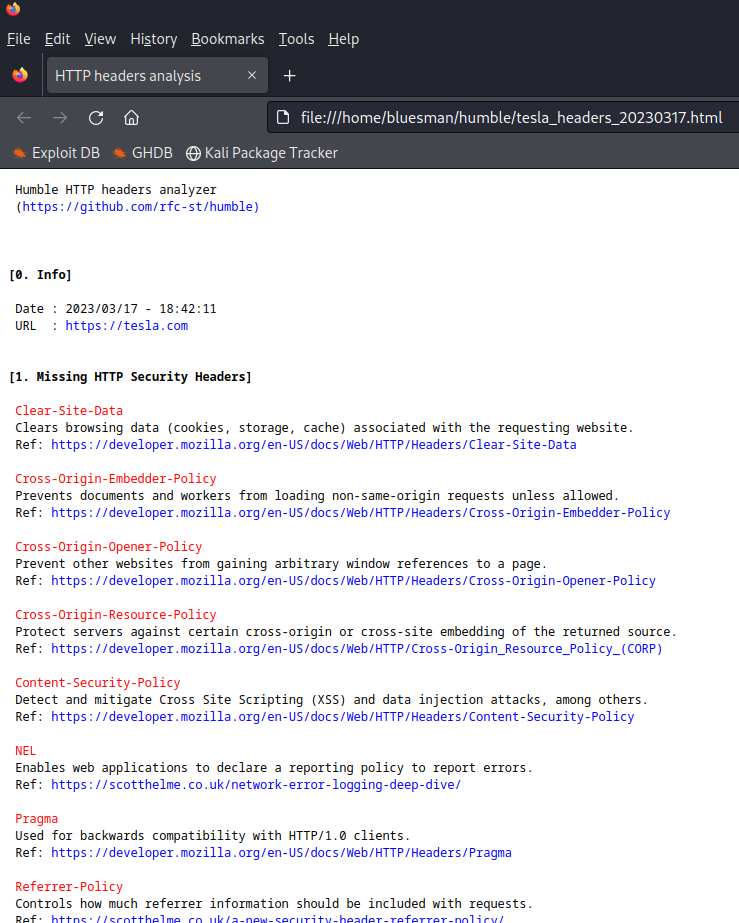 File Edit View History Bookmarks Tools Help
HTTP headers analysis
file:///home/bluesman/humble/tesla_headers_20230317.html
Exploit DB GHDB Kali Package Tracker
Humble HTTP headers analyzer
(https://github.com/rfc-st/humble)
[0. Info]
Date : 2023/03/17 - 18:42:11
URL : https://tesla.com
[1. Missing HTTP Security Headers]
Clear-Site-Data
Clears browsing data (cookies, storage, cache) associated with the requesting website.
Ref: https://developer.mozilla.org/en-US/docs/Web/HTTP/Headers/Clear-Site-Data
Cross-Origin-Embedder-Policy
Prevents documents and workers from loading non-same-origin requests unless allowed.
Ref: https://developer.mozilla.org/en-US/docs/Web/HTTP/Headers/Cross-Origin-Embedder-Policy
Cross-Origin-Opener-Policy
Prevent other websites from gaining arbitrary window references to a page.
Ref: https://developer.mozilla.org/en-US/docs/Web/HTTP/Headers/Cross-Origin-Opener-Policy
Cross-Origin-Resource-Policy
Protect servers against certain cross-origin or cross-site embedding of the returned source.
Ref: https://developer.mozilla.org/en-US/docs/Web/HTTP/Cross-Origin_Resource_Policy_(CORP)
Content-Security-Policy
Detect and mitigate Cross Site Scripting (XSS) and data injection attacks, among others.
Ref: https://developer.mozilla.org/en-US/docs/Web/HTTP/Headers/Content-Security-Policy
NEL
Enables web applications to declare a reporting policy to report errors.
Ref: https://scotthelme.co.uk/network-error-logging-deep-dive/
Pragma
Used for backwards compatibility with HTTP/1.0 clients.
Ref: https://developer.mozilla.org/en-US/docs/Web/HTTP/Headers/Pragma
Referrer-Policy
Controls how much referrer information should be included with requests.
Ref: https://scotthelme.co.uk/a-new-security-header-referrer-policy/